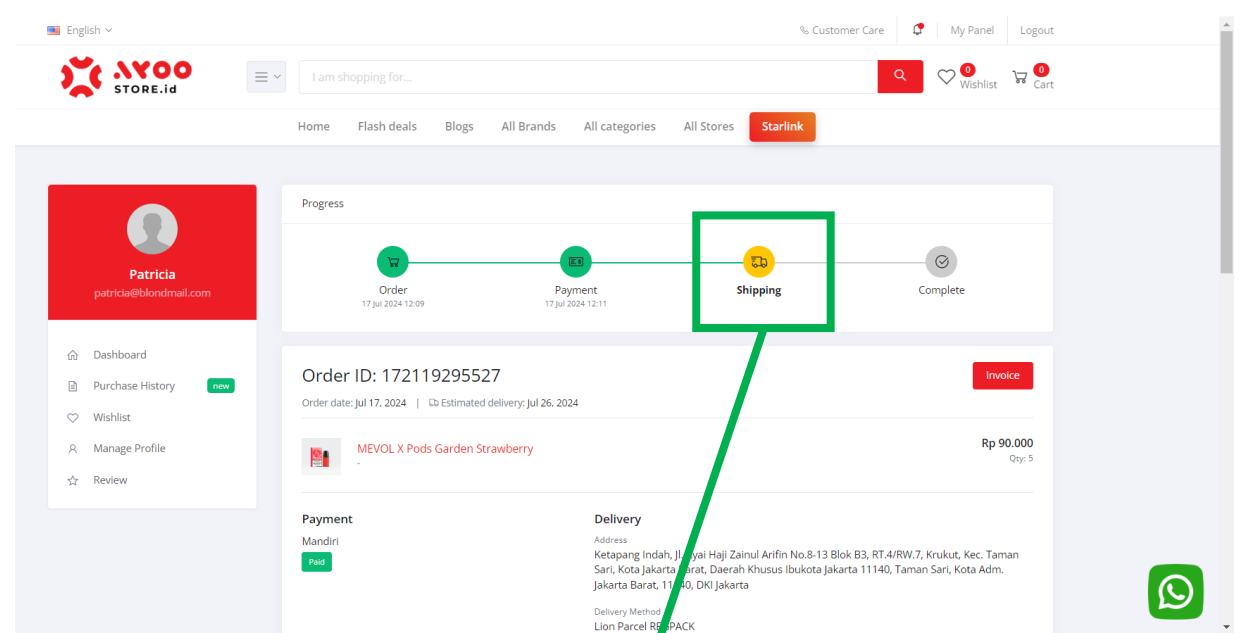 English
Customer Care
My Panel
Logout
AYOO
STORE.id
I am shopping for...
0
Wishlist
0
Cart
Home
Flash deals
Blogs
All Brands
All categories
All Stores
Starlink
Patricia
patricia@blondmail.com
Dashboard
Purchase History
new
Wishlist
Manage Profile
Review
Progress
Order
17 Jul 2024 12:09
Payment
17 Jul 2024 12:11
Shipping
Complete
Order ID: 172119295527
Invoice
Order date: Jul 17, 2024 | Estimated delivery: Jul 26, 2024
MEVOL X Pods Garden Strawberry
-
Rp 90.000
Qty: 5
Payment
Mandiri
Paid
Delivery
Address
Ketapang Indah, Jl. Kyai Haji Zainul Arifin No.8-13 Blok B3, RT.4/RW.7, Krukut, Kec. Taman
Sari, Kota Jakarta Barat, Daerah Khusus Ibukota Jakarta 11140, Taman Sari, Kota Adm.
Jakarta Barat, 11140, DKI Jakarta
Delivery Method
Lion Parcel REGPACK